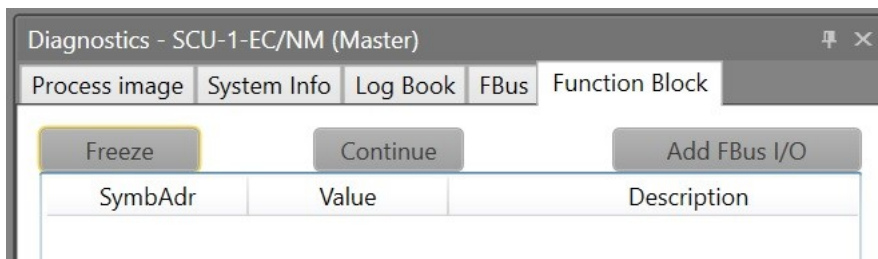 Diagnostics - SCU-1-EC/NM (Master)
Process image System Info Log Book FBus Function Block
Freeze Continue Add FBus I/O
SymbAdr Value Description